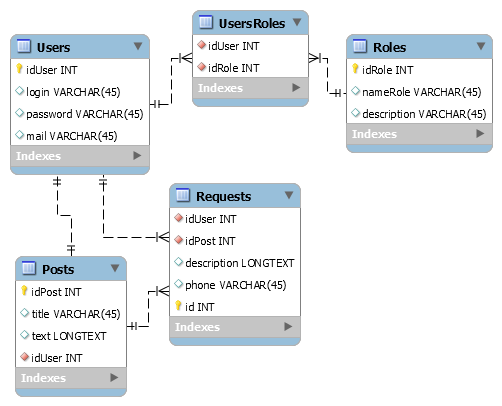 UsersRoles
idUser INT
idRole INT
Indexes
Users
idUser INT
login VARCHAR(45)
password VARCHAR(45)
mail VARCHAR(45)
Indexes
Roles
idRole INT
nameRole VARCHAR(45)
description VARCHAR(45)
Indexes
Requests
idUser INT
idPost INT
description LONGTEXT
phone VARCHAR(45)
id INT
Indexes
Posts
idPost INT
title VARCHAR(45)
text LONGTEXT
idUser INT
Indexes